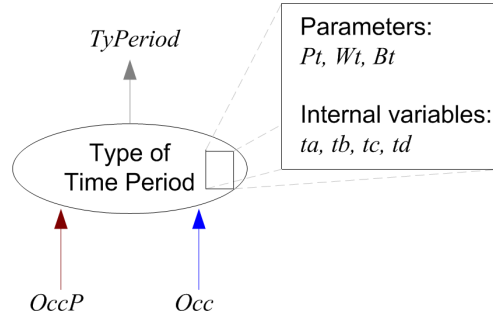 TyPeriod
Type of
Time Period
OccP
Occ
Parameters:
Pt, Wt, Bt
Internal variables:
ta, tb, tc, td